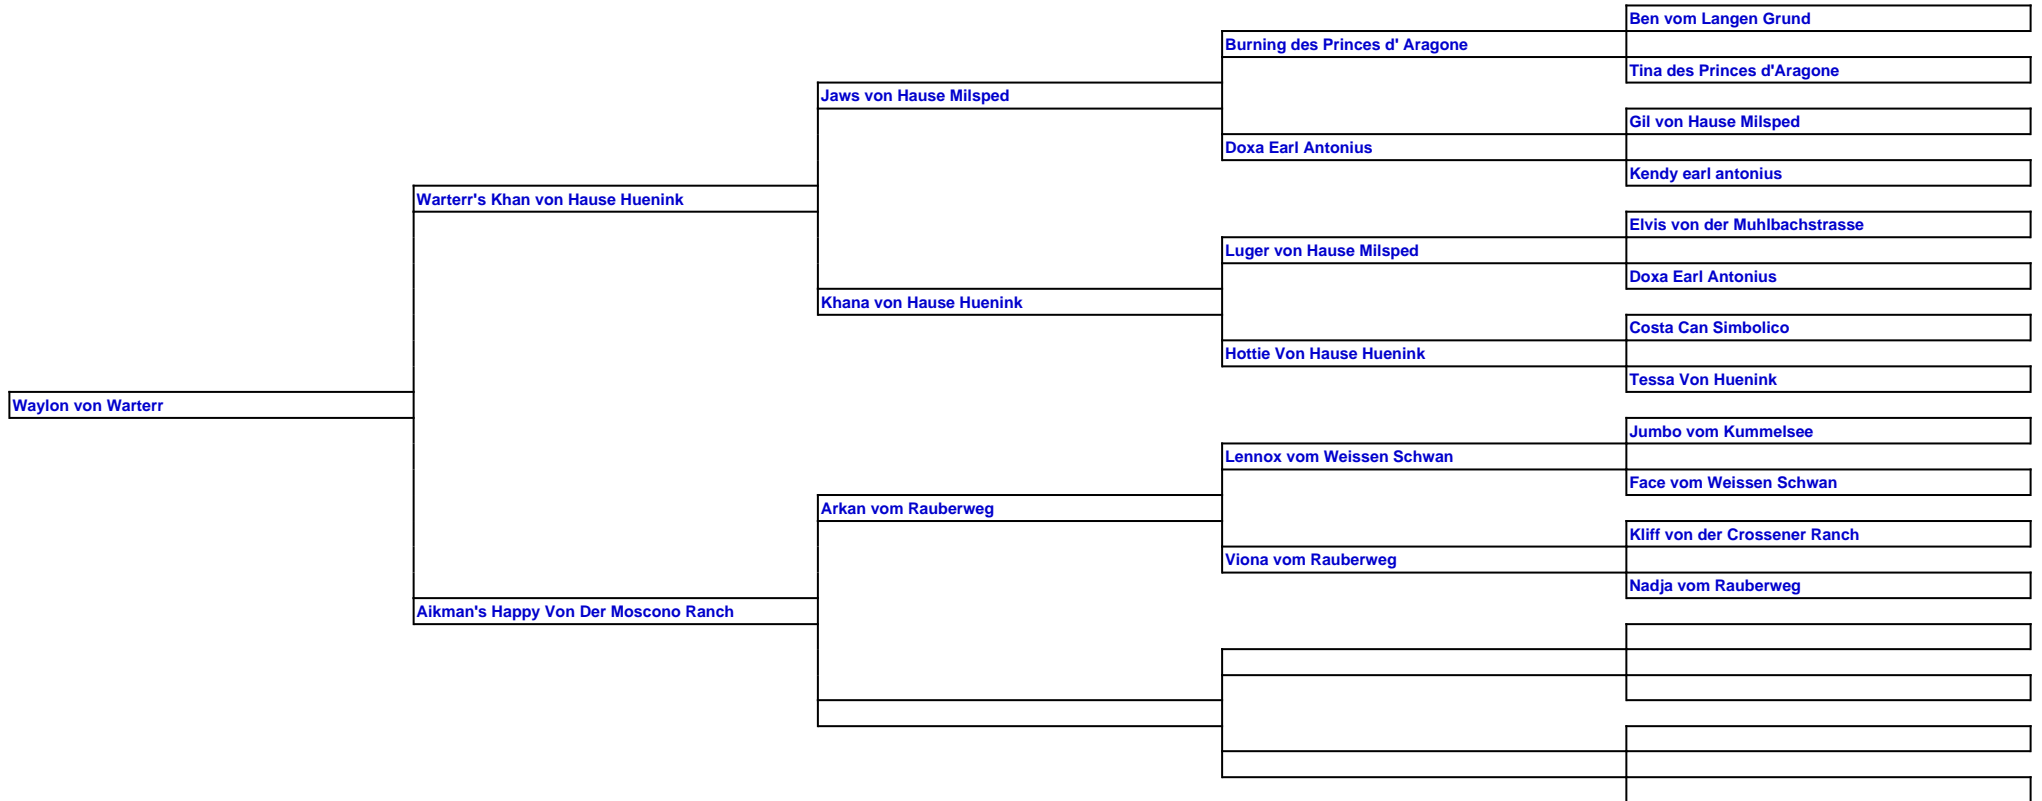 Ben vom Langen Grund
Burning des Princes d' Aragone
Tina des Princes d'Aragone
Jaws von Hause Milsped
Gil von Hause Milsped
Doxa Earl Antonius
Kendy earl antonius
Warterr's Khan von Hause Huenink
Elvis von der Muhlbachstrasse
Luger von Hause Milsped
Doxa Earl Antonius
Khana von Hause Huenink
Costa Can Simbolico
Hottie Von Hause Huenink
Tessa Von Huenink
Waylon von Warterr
Jumbo vom Kummelsee
Lennox vom Weissen Schwan
Face vom Weissen Schwan
Arkan vom Rauberweg
Kliff von der Crossener Ranch
Viona vom Rauberweg
Nadja vom Rauberweg
Aikman's Happy Von Der Moscono Ranch